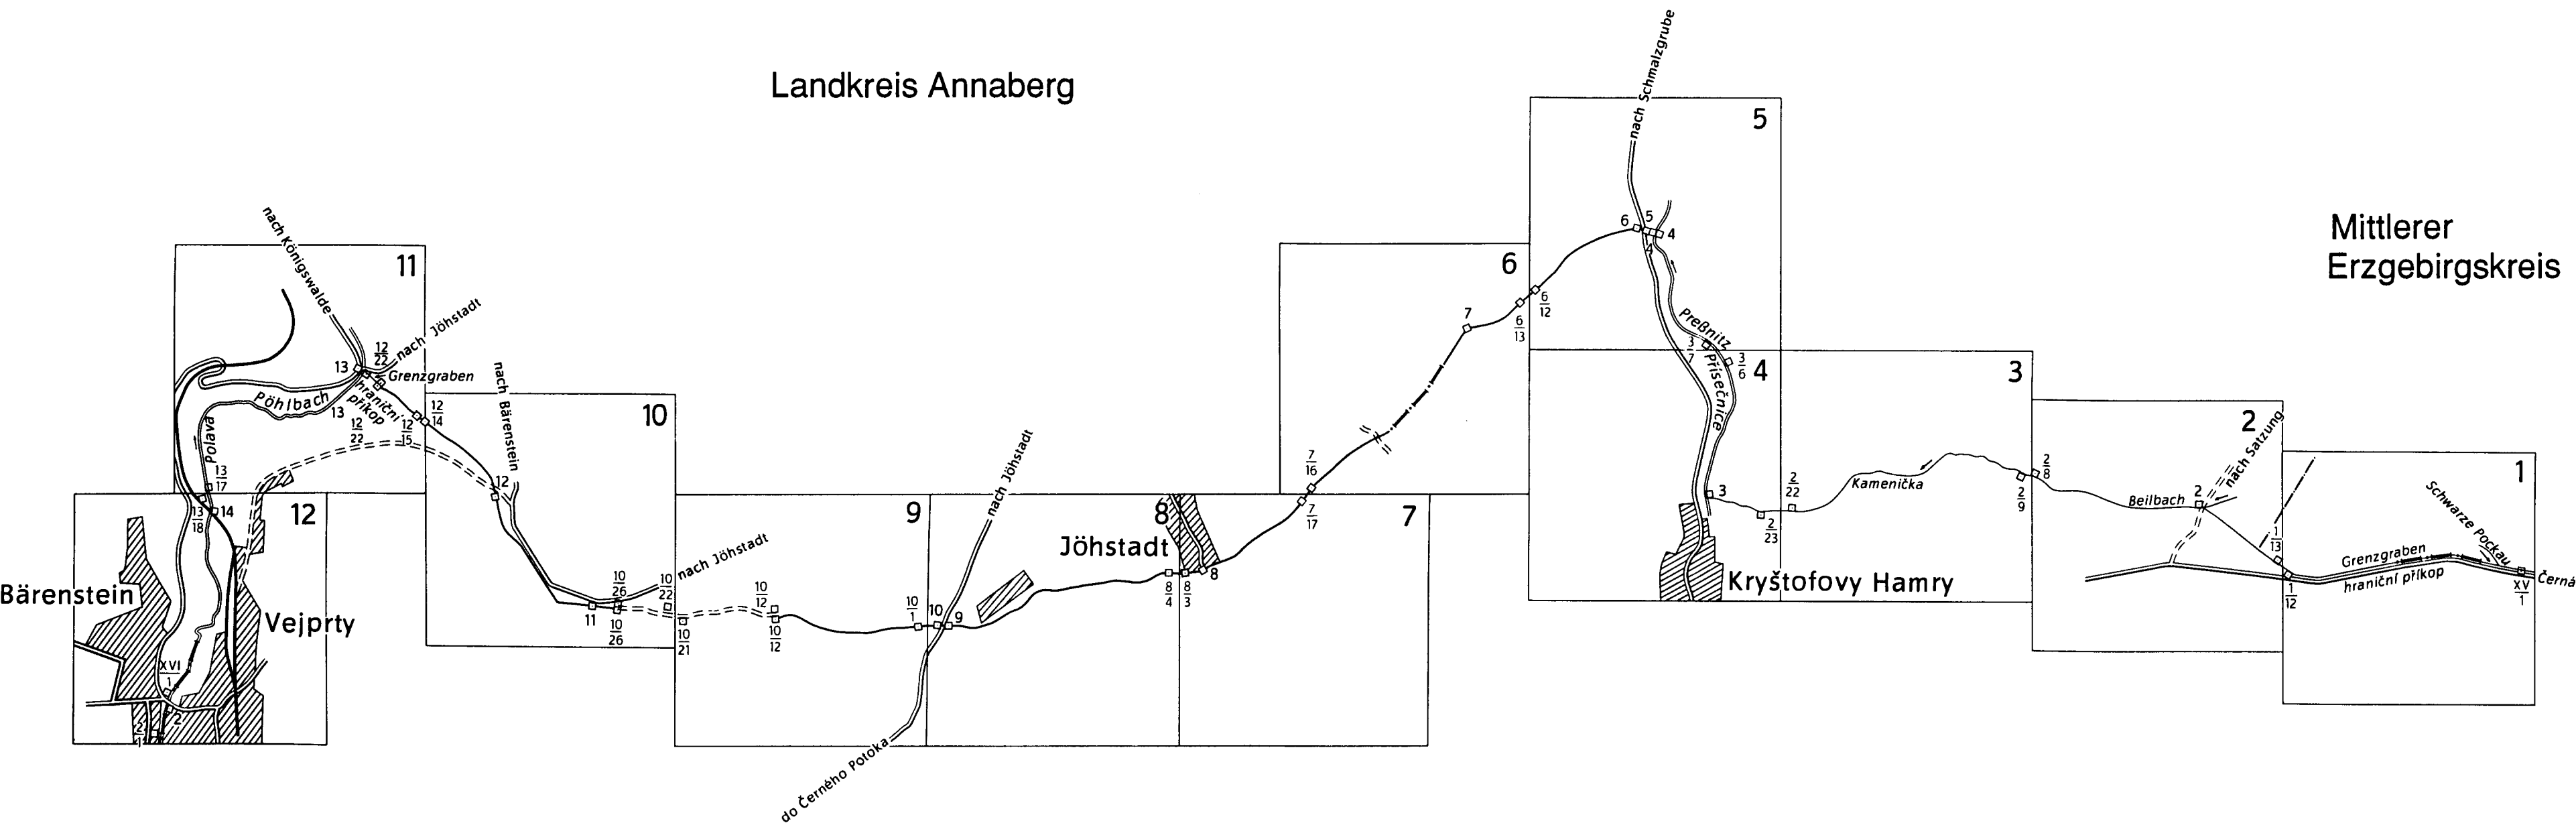 Landkreis Annaberg
Mittlerer
Erzgebirgskreis
nach Schmalzgrube
5
6
5
4
4
6
6
12
6
13
7
7
16
7
17
Preßnitz
Přísečnice
3
7
3
6
4
3
3
2
22
2
23
Kamenička
2
8
2
9
Kryštofovy Hamry
2
nach Satzung
Beilbach
2
1
13
1
12
1
Schwarze Pockau
Grenzgraben
hraniční příkop
XV
1
Černá
11
nach Königswalde
nach Jöhstadt
12
22
13
Grenzgraben
hraniční
příkop
Pöhlbach
13
12
22
12
15
12
14
Polava
13
17
13
18
14
12
Bärenstein
Vejprty
XVI
1
2
2
1
10
nach Bärenstein
12
nach Jöhstadt
10
26
10
22
11
10
26
10
21
10
12
10
12
9
10
1
10
9
nach Jöhstadt
do Černého Potoka
8
Jöhstadt
8
4
8
3
8
7